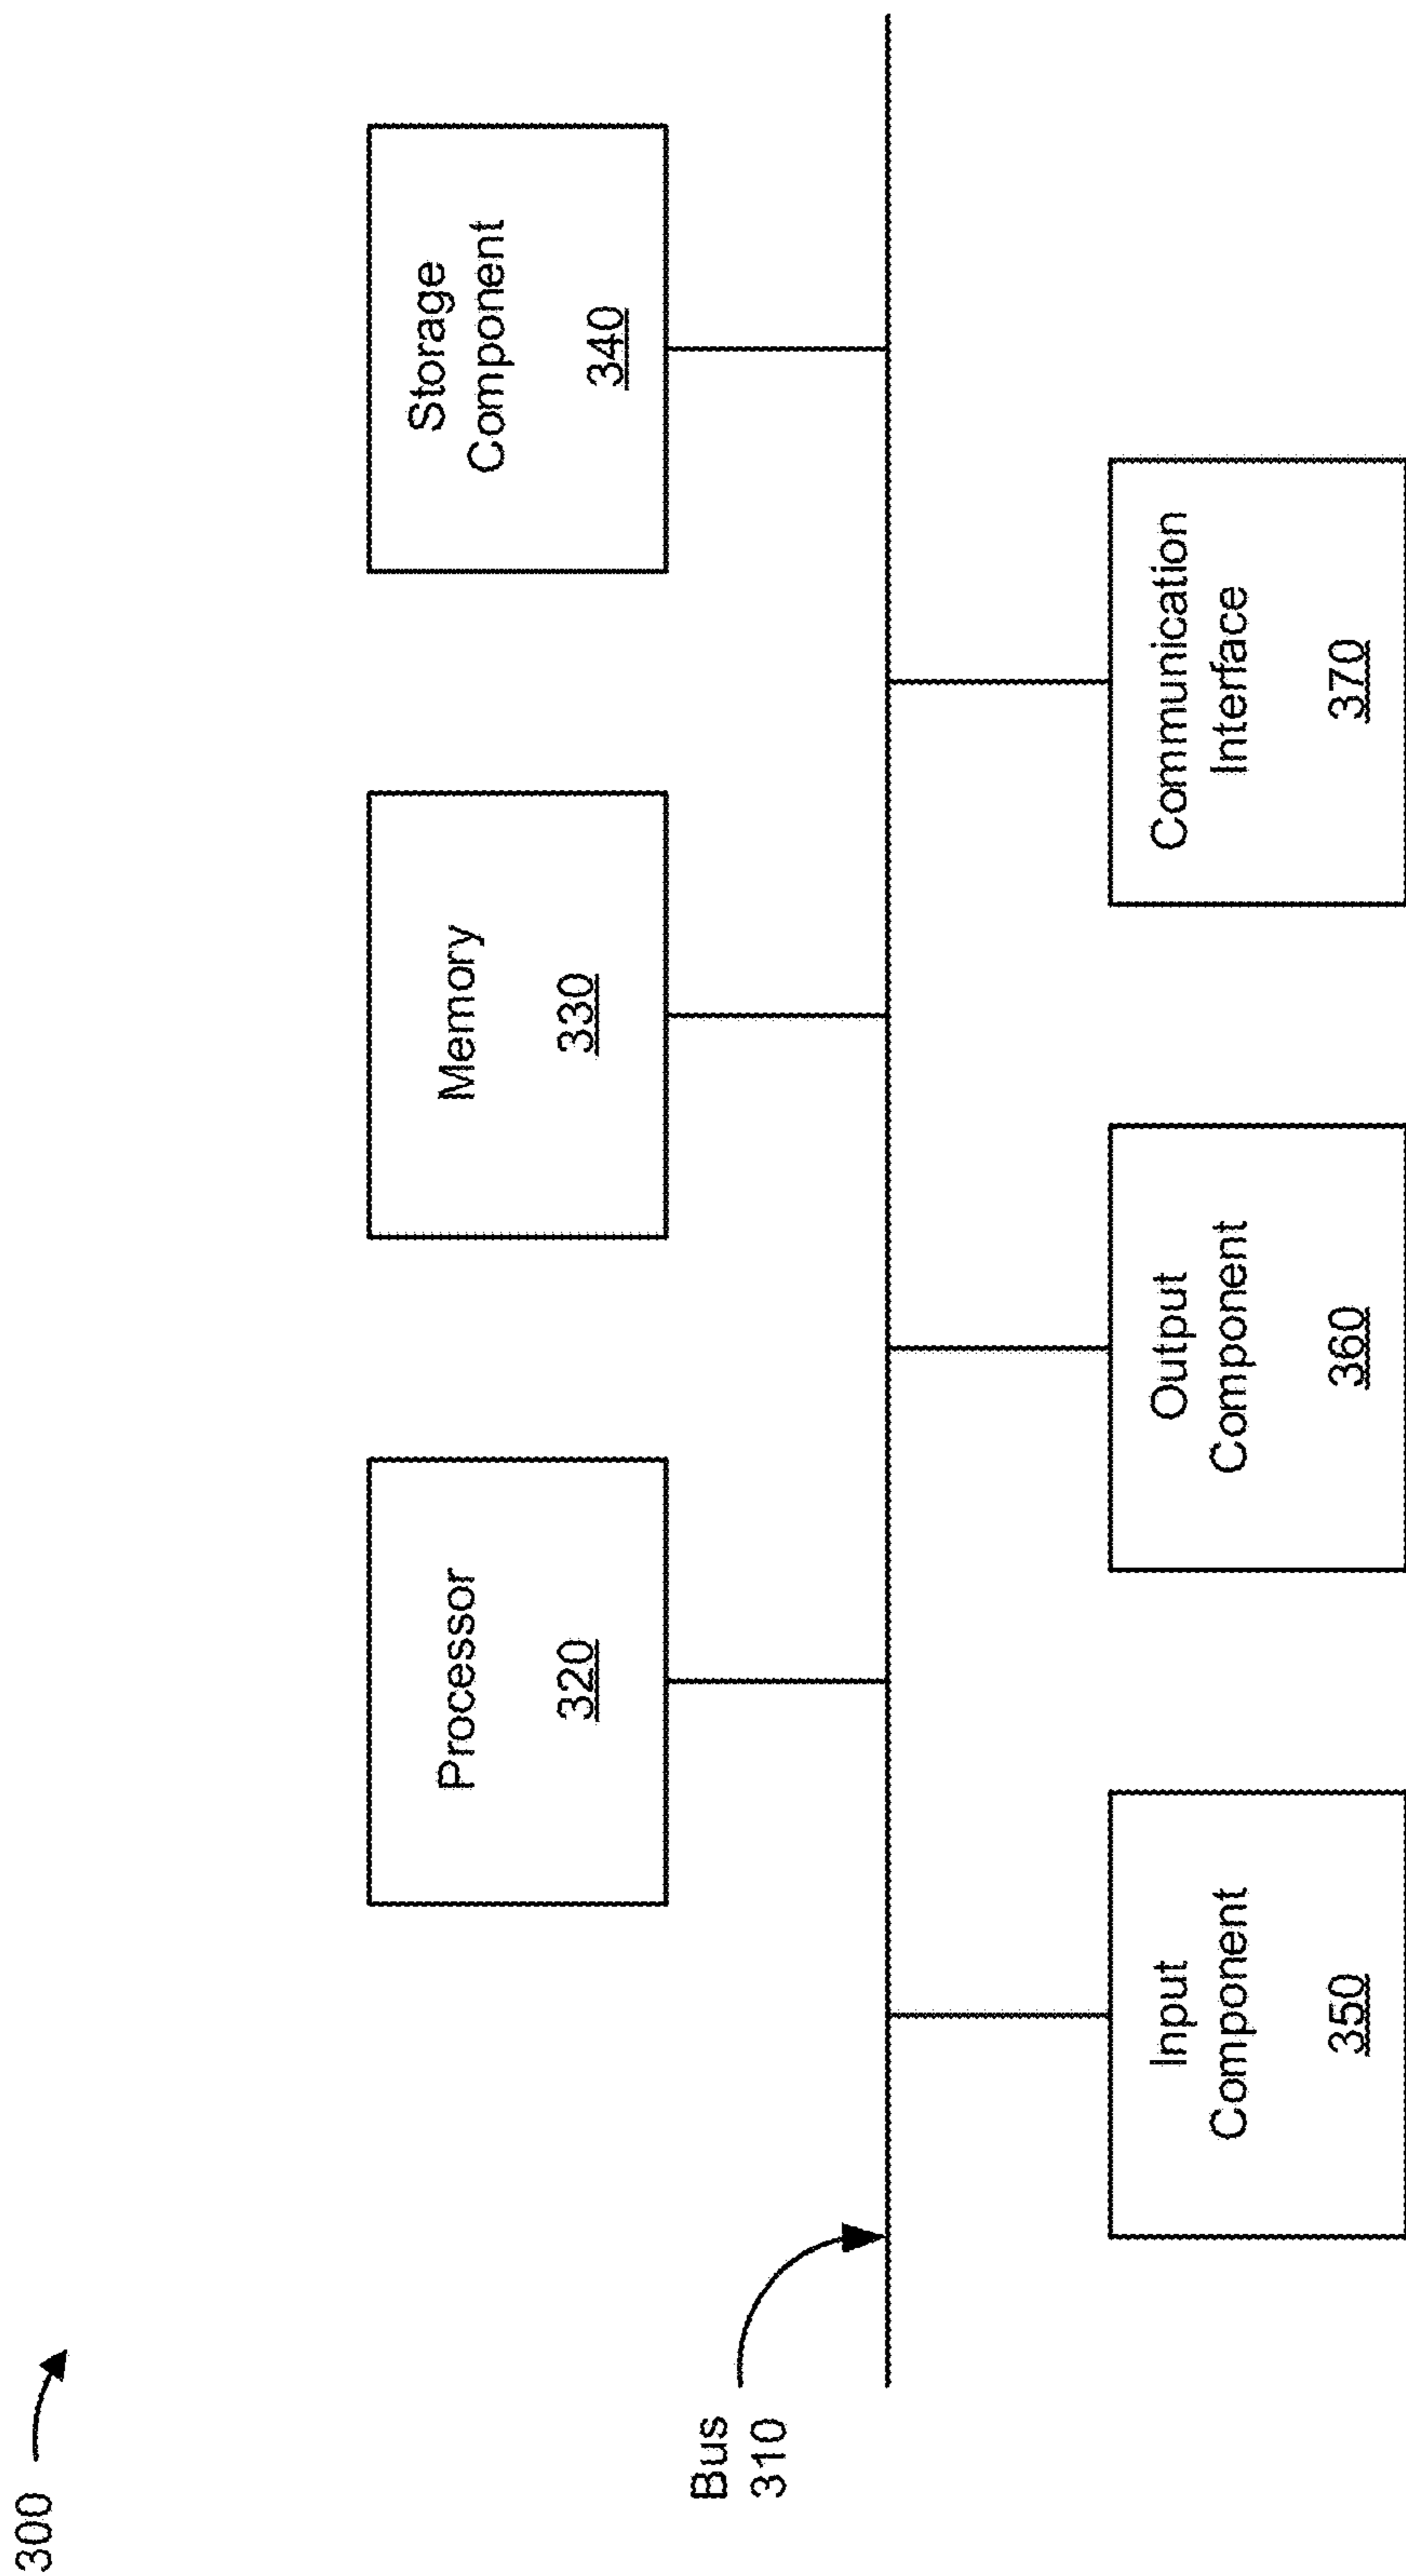 300
Processor
320
Memory
330
Storage
Component
340
Bus
310
Input
Component
350
Output
Component
360
Communication
Interface
370